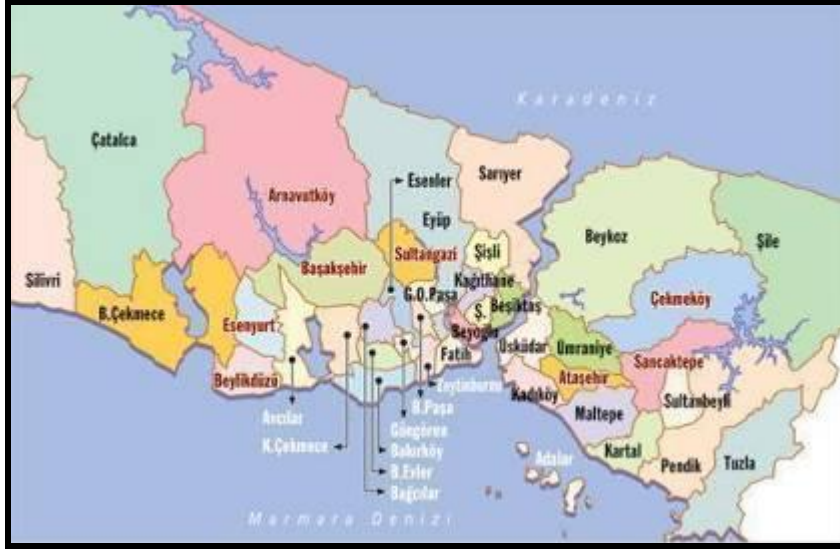 Karadeniz
Çatalca
Sarıyer
Esenler
Arnavutköy
Eyüp
Beykoz
Şile
Şişli
Sultangazi
Başakşehir
Silivri
Kağıthane
G.O.Paşa
Çekmeköy
B.Çekmece
Ş.
Beşiktaş
Esenyurt
Beyoğlu
Fatih
Üsküdar
Ümraniye
Sancaktepe
Beylikdüzü
Ataşehir
Zeytinburnu
Kadıköy
Sultanbeyli
B.Paşa
Avcılar
Maltepe
Güngören
K.Çekmece
Bakırköy
Kartal
Adalar
Pendik
Tuzla
B.Evler
Bağcılar
Marmara Denizi